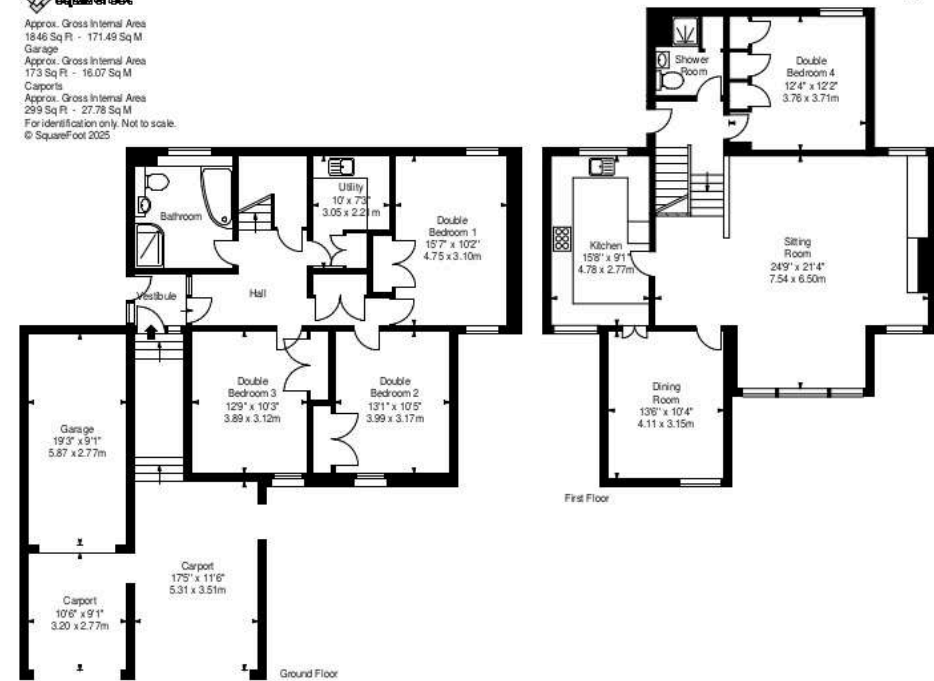 Approx. Gross Internal Area
1846 Sq Ft - 171.49 Sq M
Garage
Approx. Gross Internal Area
173 Sq Ft - 16.07 Sq M
Carports
Approx. Gross Internal Area
299 Sq Ft - 27.78 Sq M
For identification only. Not to scale.
© SquareFoot 2025
Shower
Room
Double
Bedroom 4
12'4" x 12'2"
3.76 x 3.71m
Bathroom
Utility
10' x 7'3"
3.05 x 2.21m
Double
Bedroom 1
15'7" x 10'2"
4.75 x 3.10m
Kitchen
15'8" x 9'1"
4.78 x 2.77m
Sitting
Room
24'9" x 21'4"
7.54 x 6.50m
Vestibule
Hall
Garage
19'3" x 9'1"
5.87 x 2.77m
Double
Bedroom 3
12'9" x 10'3"
3.89 x 3.12m
Double
Bedroom 2
13'1" x 10'5"
3.99 x 3.17m
Dining
Room
13'6" x 10'4"
4.11 x 3.15m
First Floor
Carport
17'5" x 11'6"
5.31 x 3.51m
Carport
10'6" x 9'1"
3.20 x 2.77m
Ground Floor